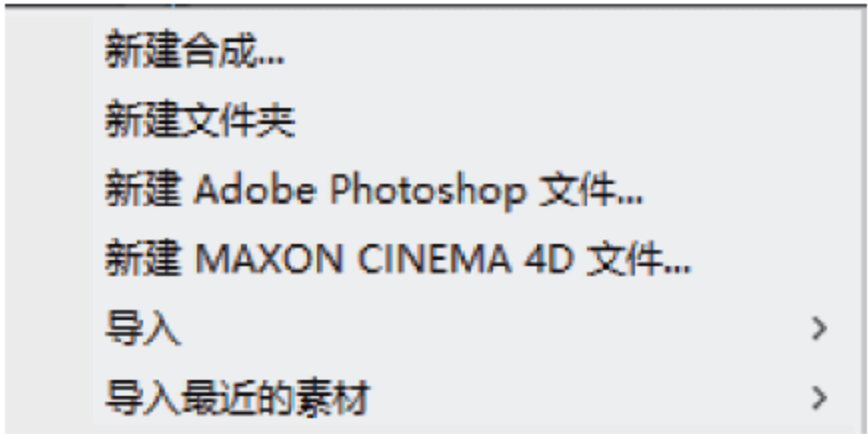 新建合成...
新建文件夹
新建 Adobe Photoshop 文件...
新建 MAXON CINEMA 4D 文件...
导入
导入最近的素材